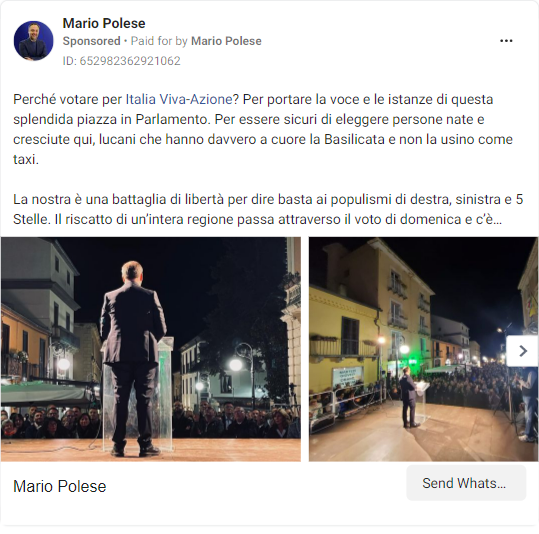 Mario Polese
Sponsored • Paid for by Mario Polese
ID: 652982362921062
Perché votare per Italia Viva-Azione? Per portare la voce e le istanze di questa
splendida piazza in Parlamento. Per essere sicuri di eleggere persone nate e
cresciute qui, lucani che hanno davvero a cuore la Basilicata e non la usino come
taxi.
La nostra è una battaglia di libertà per dire basta ai populismi di destra, sinistra e 5
Stelle. Il riscatto di un’intera regione passa attraverso il voto di domenica e c’è...
Mario Polese
Send Whats...